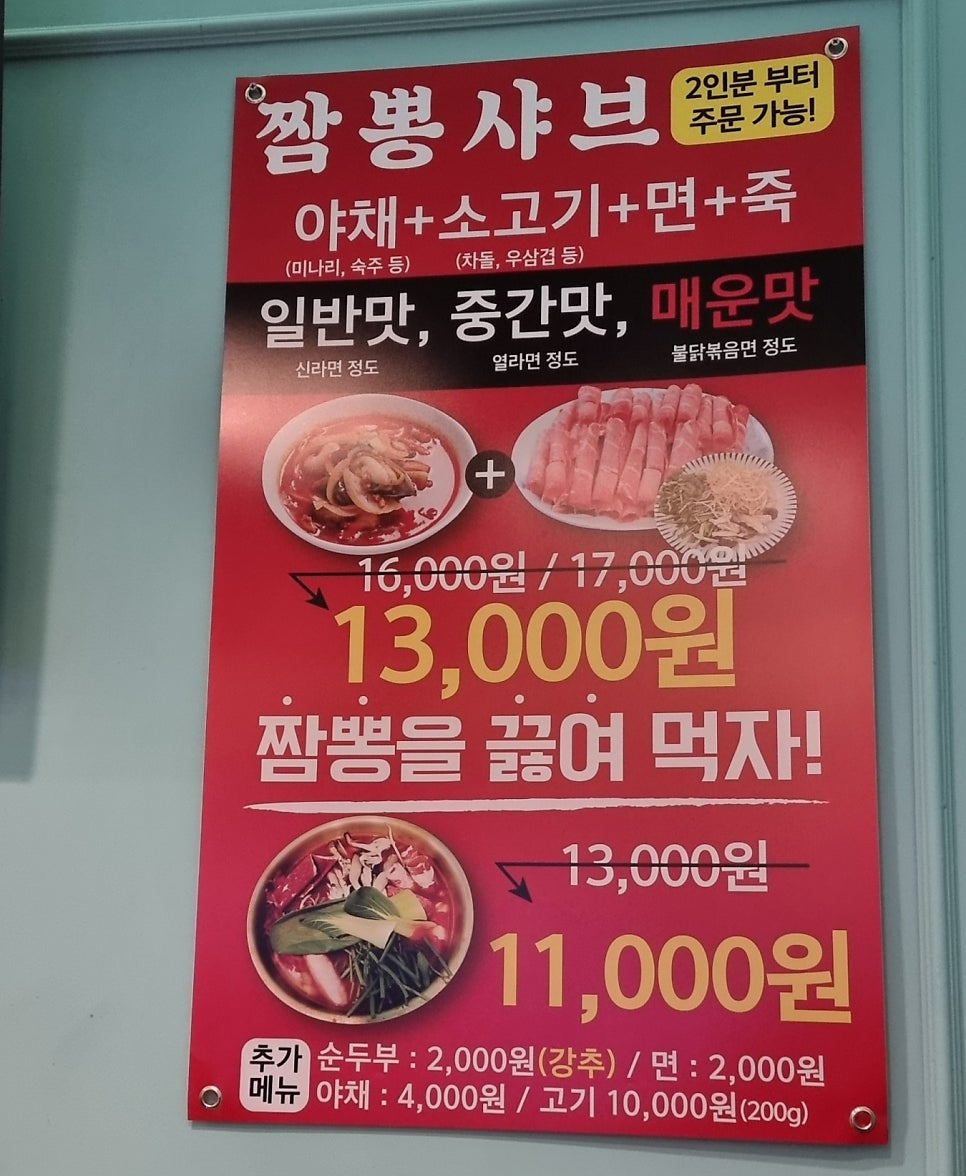 짬뽕샤브
2인분 부터
주문 가능!
야채+소고기+면+죽
(미나리, 숙주 등) (차돌, 우삼겹 등)
일반맛, 중간맛, 매운맛
신라면 정도 열라면 정도 불닭볶음면 정도
+
16,000원 / 17,000원
13,000원
짬뽕을 끓여 먹자!
13,000원
11,000원
추가
메뉴
순두부 : 2,000원(강추) / 면 : 2,000원
야채 : 4,000원 / 고기 10,000원(200g)